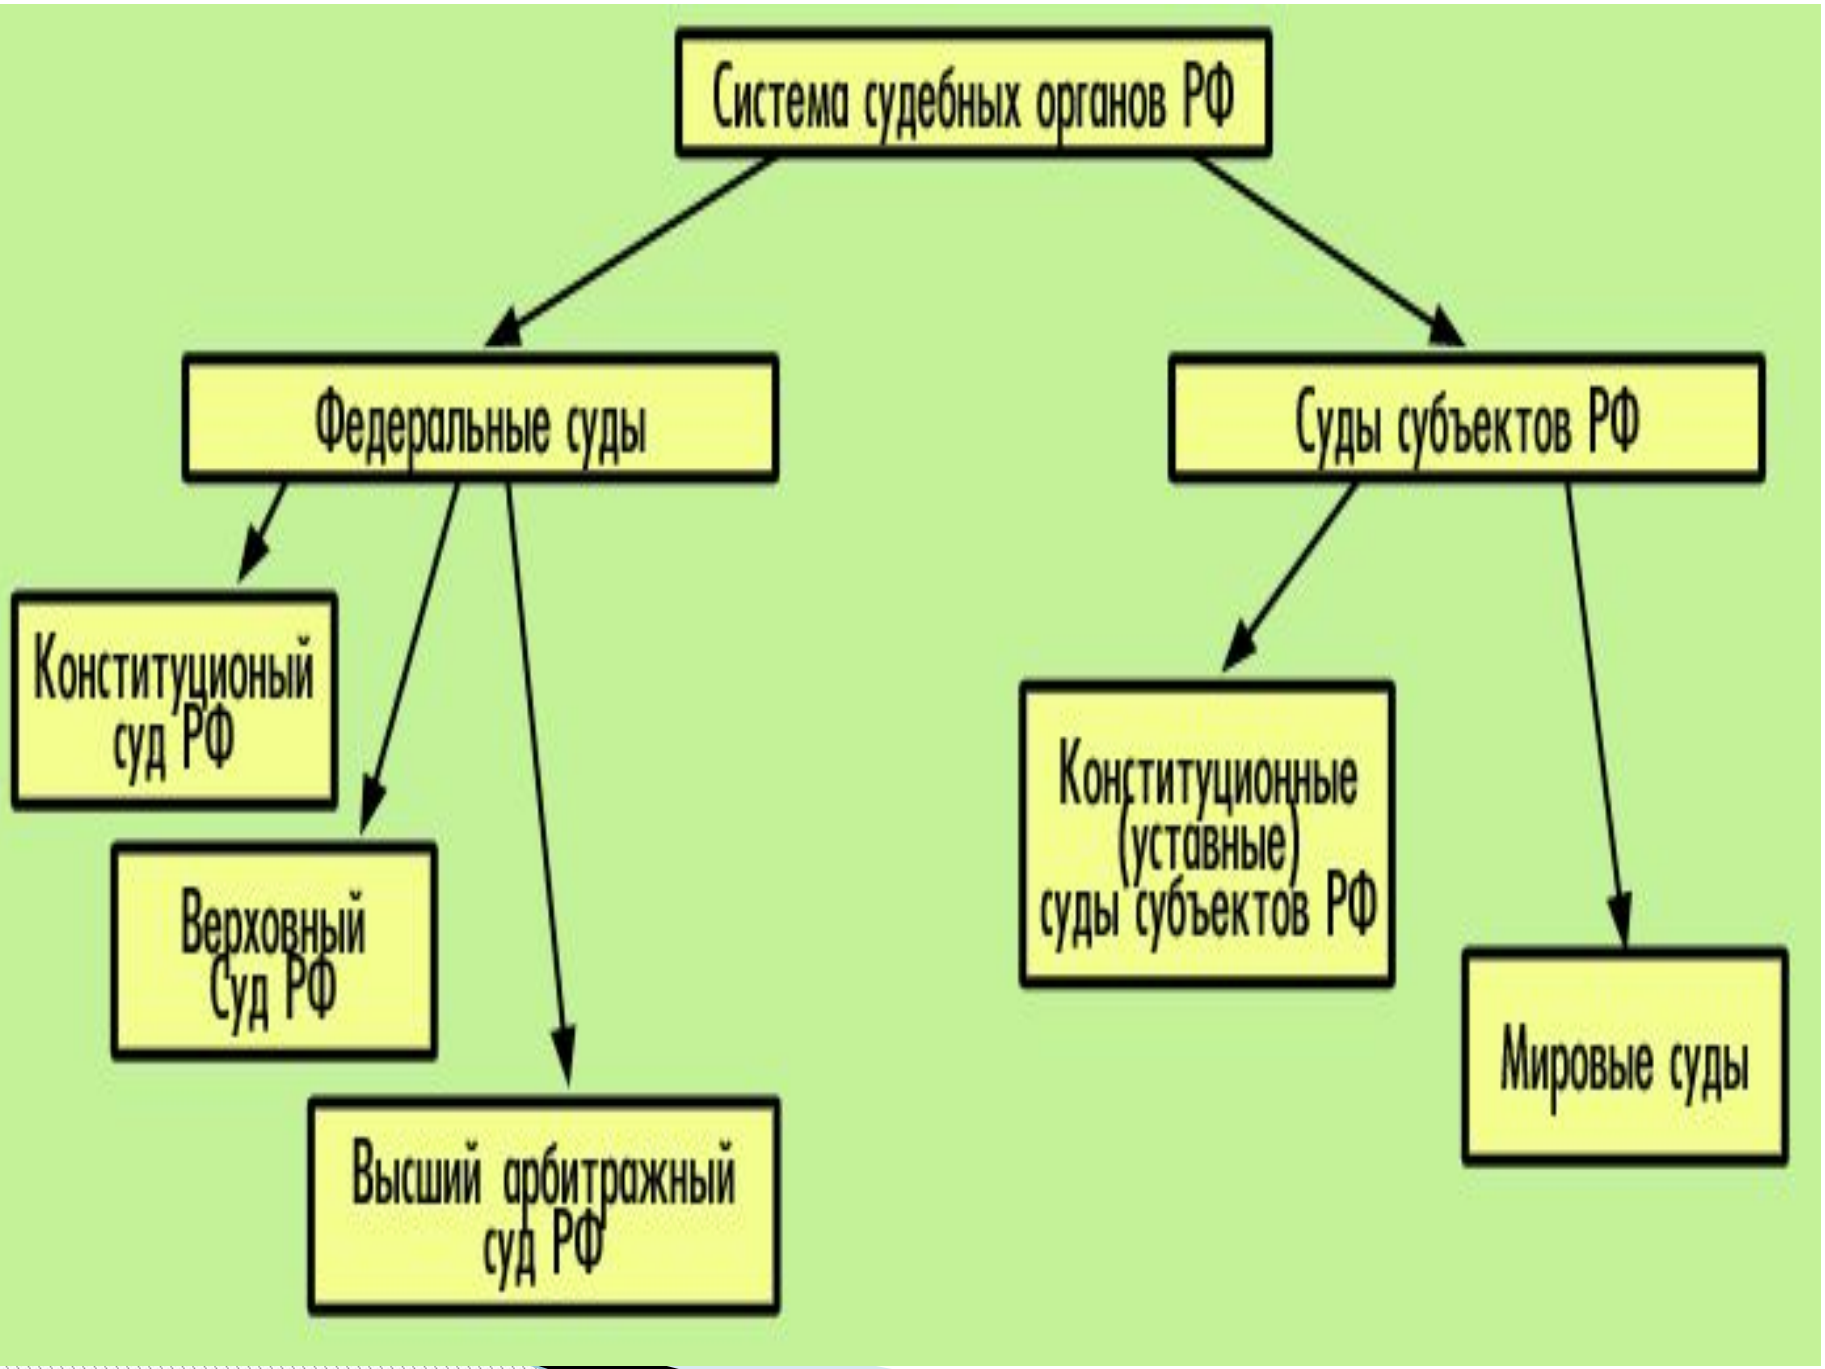 Система судебных органов РФ
Федеральные суды
Суды субъектов РФ
Конституционый
суд РФ
Верховный
Суд РФ
Высший арбитражный
суд РФ
Конституционные
(уставные)
суды субъектов РФ
Мировые суды